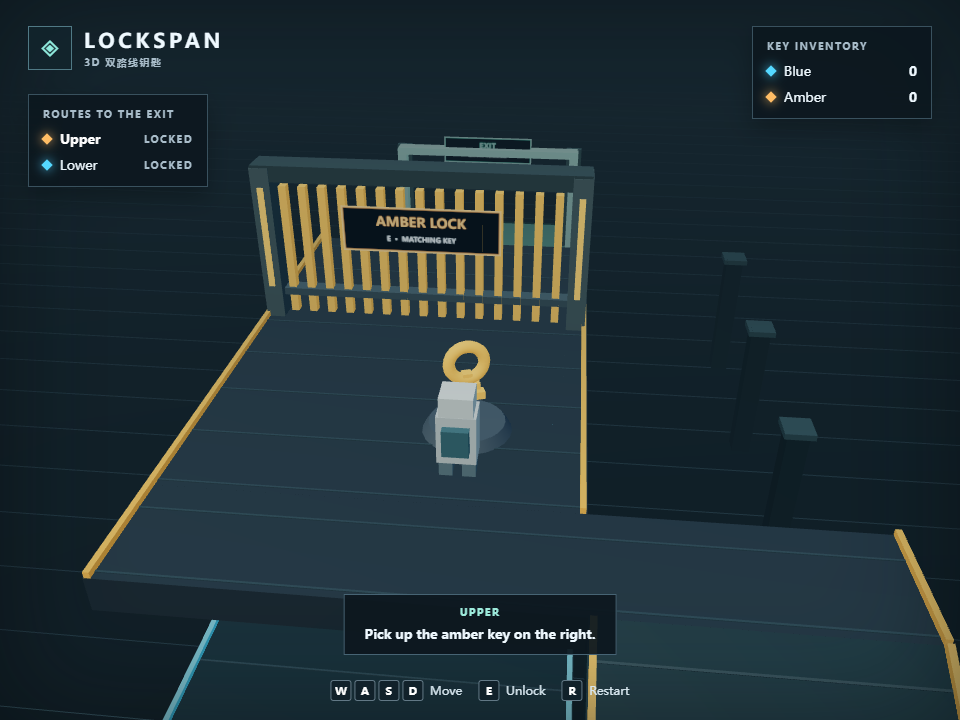 LOCKSPAN
3D 双路线钥匙
ROUTES TO THE EXIT
Upper LOCKED
Lower LOCKED
KEY INVENTORY
Blue 0
Amber 0
EXIT
AMBER LOCK
E • MATCHING KEY
UPPER
Pick up the amber key on the right.
W A S D Move E Unlock R Restart